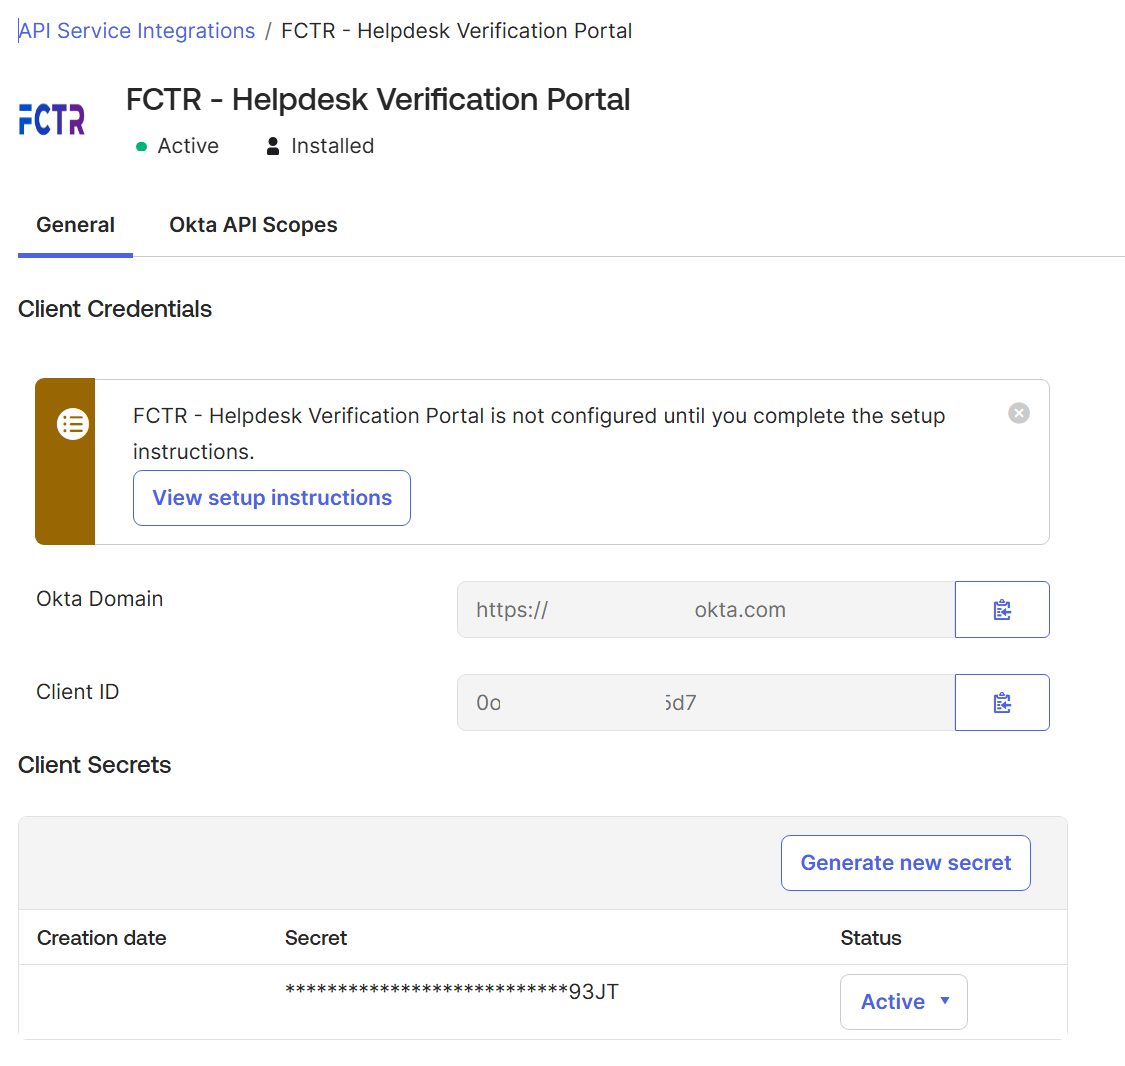 API Service Integrations / FCTR - Helpdesk Verification Portal
FCTR
FCTR - Helpdesk Verification Portal
Active Installed
General Okta API Scopes
Client Credentials
FCTR - Helpdesk Verification Portal is not configured until you complete the setup
instructions.
View setup instructions
Okta Domain https:// okta.com
Client ID 0o 5d7
Client Secrets
Generate new secret
Creation date Secret Status
***************************93JT Active